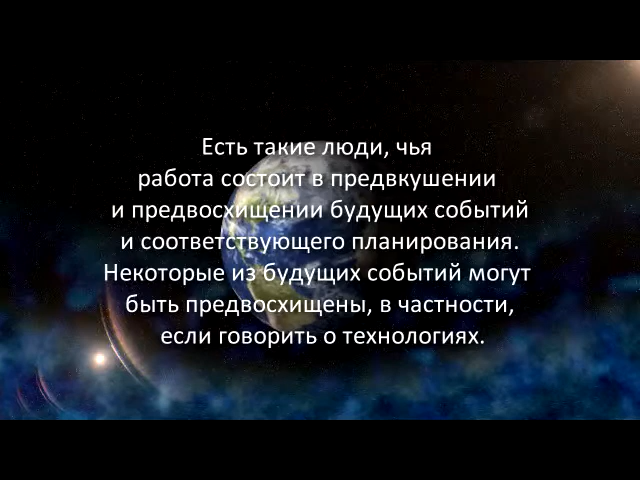 Есть такие люди, чья
работа состоит в предвкушении
и предвосхищении будущих событий
и соответствующего планирования.
Некоторые из будущих событий могут
быть предвосхищены, в частности,
если говорить о технологиях.